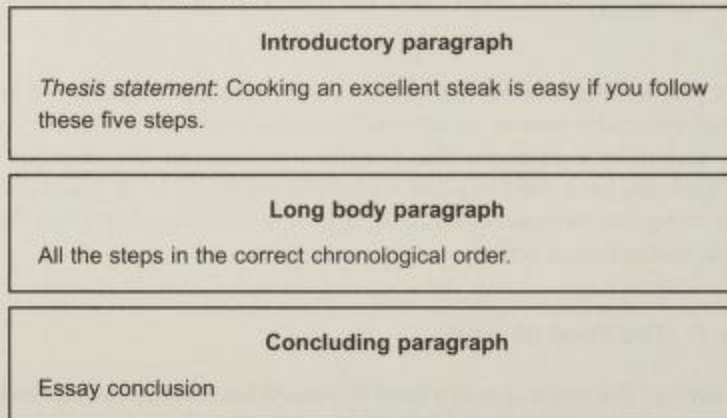 Introductory paragraph
Thesis statement: Cooking an excellent steak is easy if you follow
these five steps.
Long body paragraph
All the steps in the correct chronological order.
Concluding paragraph
Essay conclusion